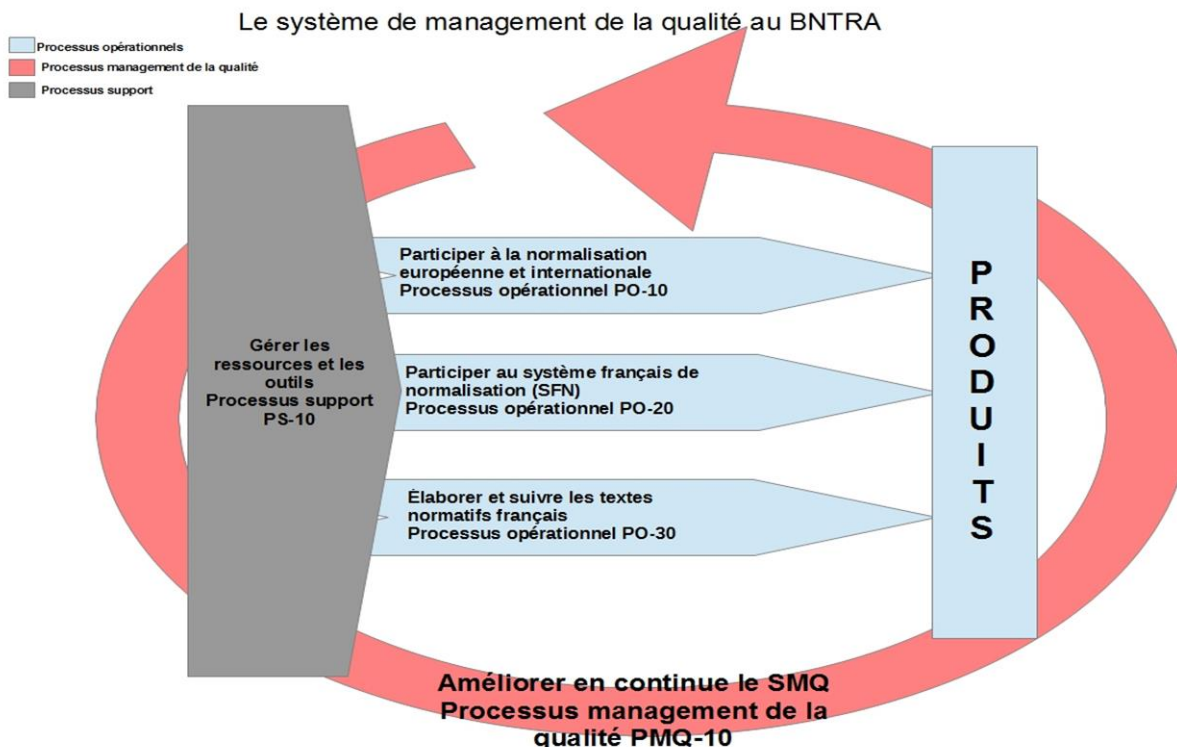 Le système de management de la qualité au BNTRA
Processus opérationnels
Processus management de la qualité
Processus support
Participer à la normalisation
européenne et internationale
Processus opérationnel PO-10
Gérer les
ressources et les
outils
Processus support
PS-10
Participer au système français de
normalisation (SFN)
Processus opérationnel PO-20
Élaborer et suivre les textes
normatifs français
Processus opérationnel PO-30
P
R
O
D
U
I
T
S
Améliorer en continue le SMQ
Processus management de la
qualité PMQ-10